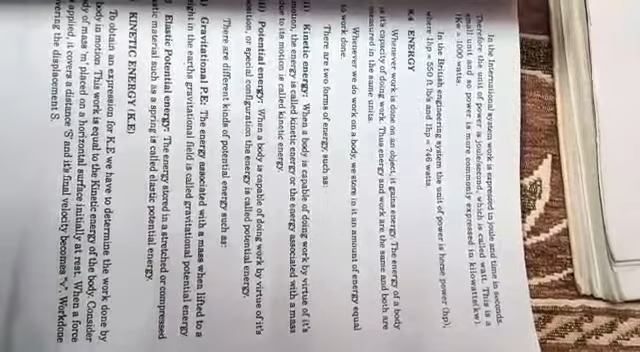 In the International system work is expressed in joule and time in seconds.
Therefore the unit of power is joule/second, which is called watt. This is a
small unit and so power is more commonly expressed in kilowatts(kw).
1Kw = 1000 watts.
In the British engineering system the unit of power is horse power (hp),
where 1hp = 550 ft lb/s and 1hp = 746 watts.
8.4 ENERGY
Whenever work is done on an object, it gains energy. The energy of a body
is it's capacity of doing work. Thus energy and work are the same and both are
measured in the same units.
Whenever we do work on a body, we store in it an amount of energy equal
to work done.
There are two forms of energy, such as:
i) Kinetic energy: When a body is capable of doing work by virtue of it's
motion, the energy is called kinetic energy or the energy associated with a mass
due to its motion is called kinetic energy.
ii) Potential energy: When a body is capable of doing work by virtue of it's
position, or special configuration the energy is called potential energy.
There are different kinds of potential energy such as:
Gravitational P.E: The energy associated with a mass when lifted to a
height in the earths gravitational field is called gravitational potential energy
Elastic Potential energy: The energy stored in a stretched or compressed
elastic material such as a spring is called elastic potential energy.
KINETIC ENERGY (K.E)
To obtain an expression for K.E we have to determine the work done by
body in motion. This work is equal to the Kinetic energy of the body. Consider
body of mass 'm' placed on a horizontal surface initially at rest. When a force
applied, it covers a distance 'S' and it's final velocity becomes "v". Workdone
covering the displacement S.